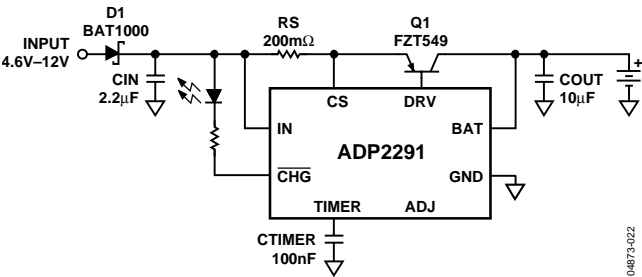 D1
BAT1000
RS
200mΩ
Q1
FZT549
INPUT
4.6V–12V
CIN
2.2μF
CS
DRV
COUT
10μF
+
IN
BAT
ADP2291
CHG
GND
TIMER
ADJ
CTIMER
100nF
04873-022